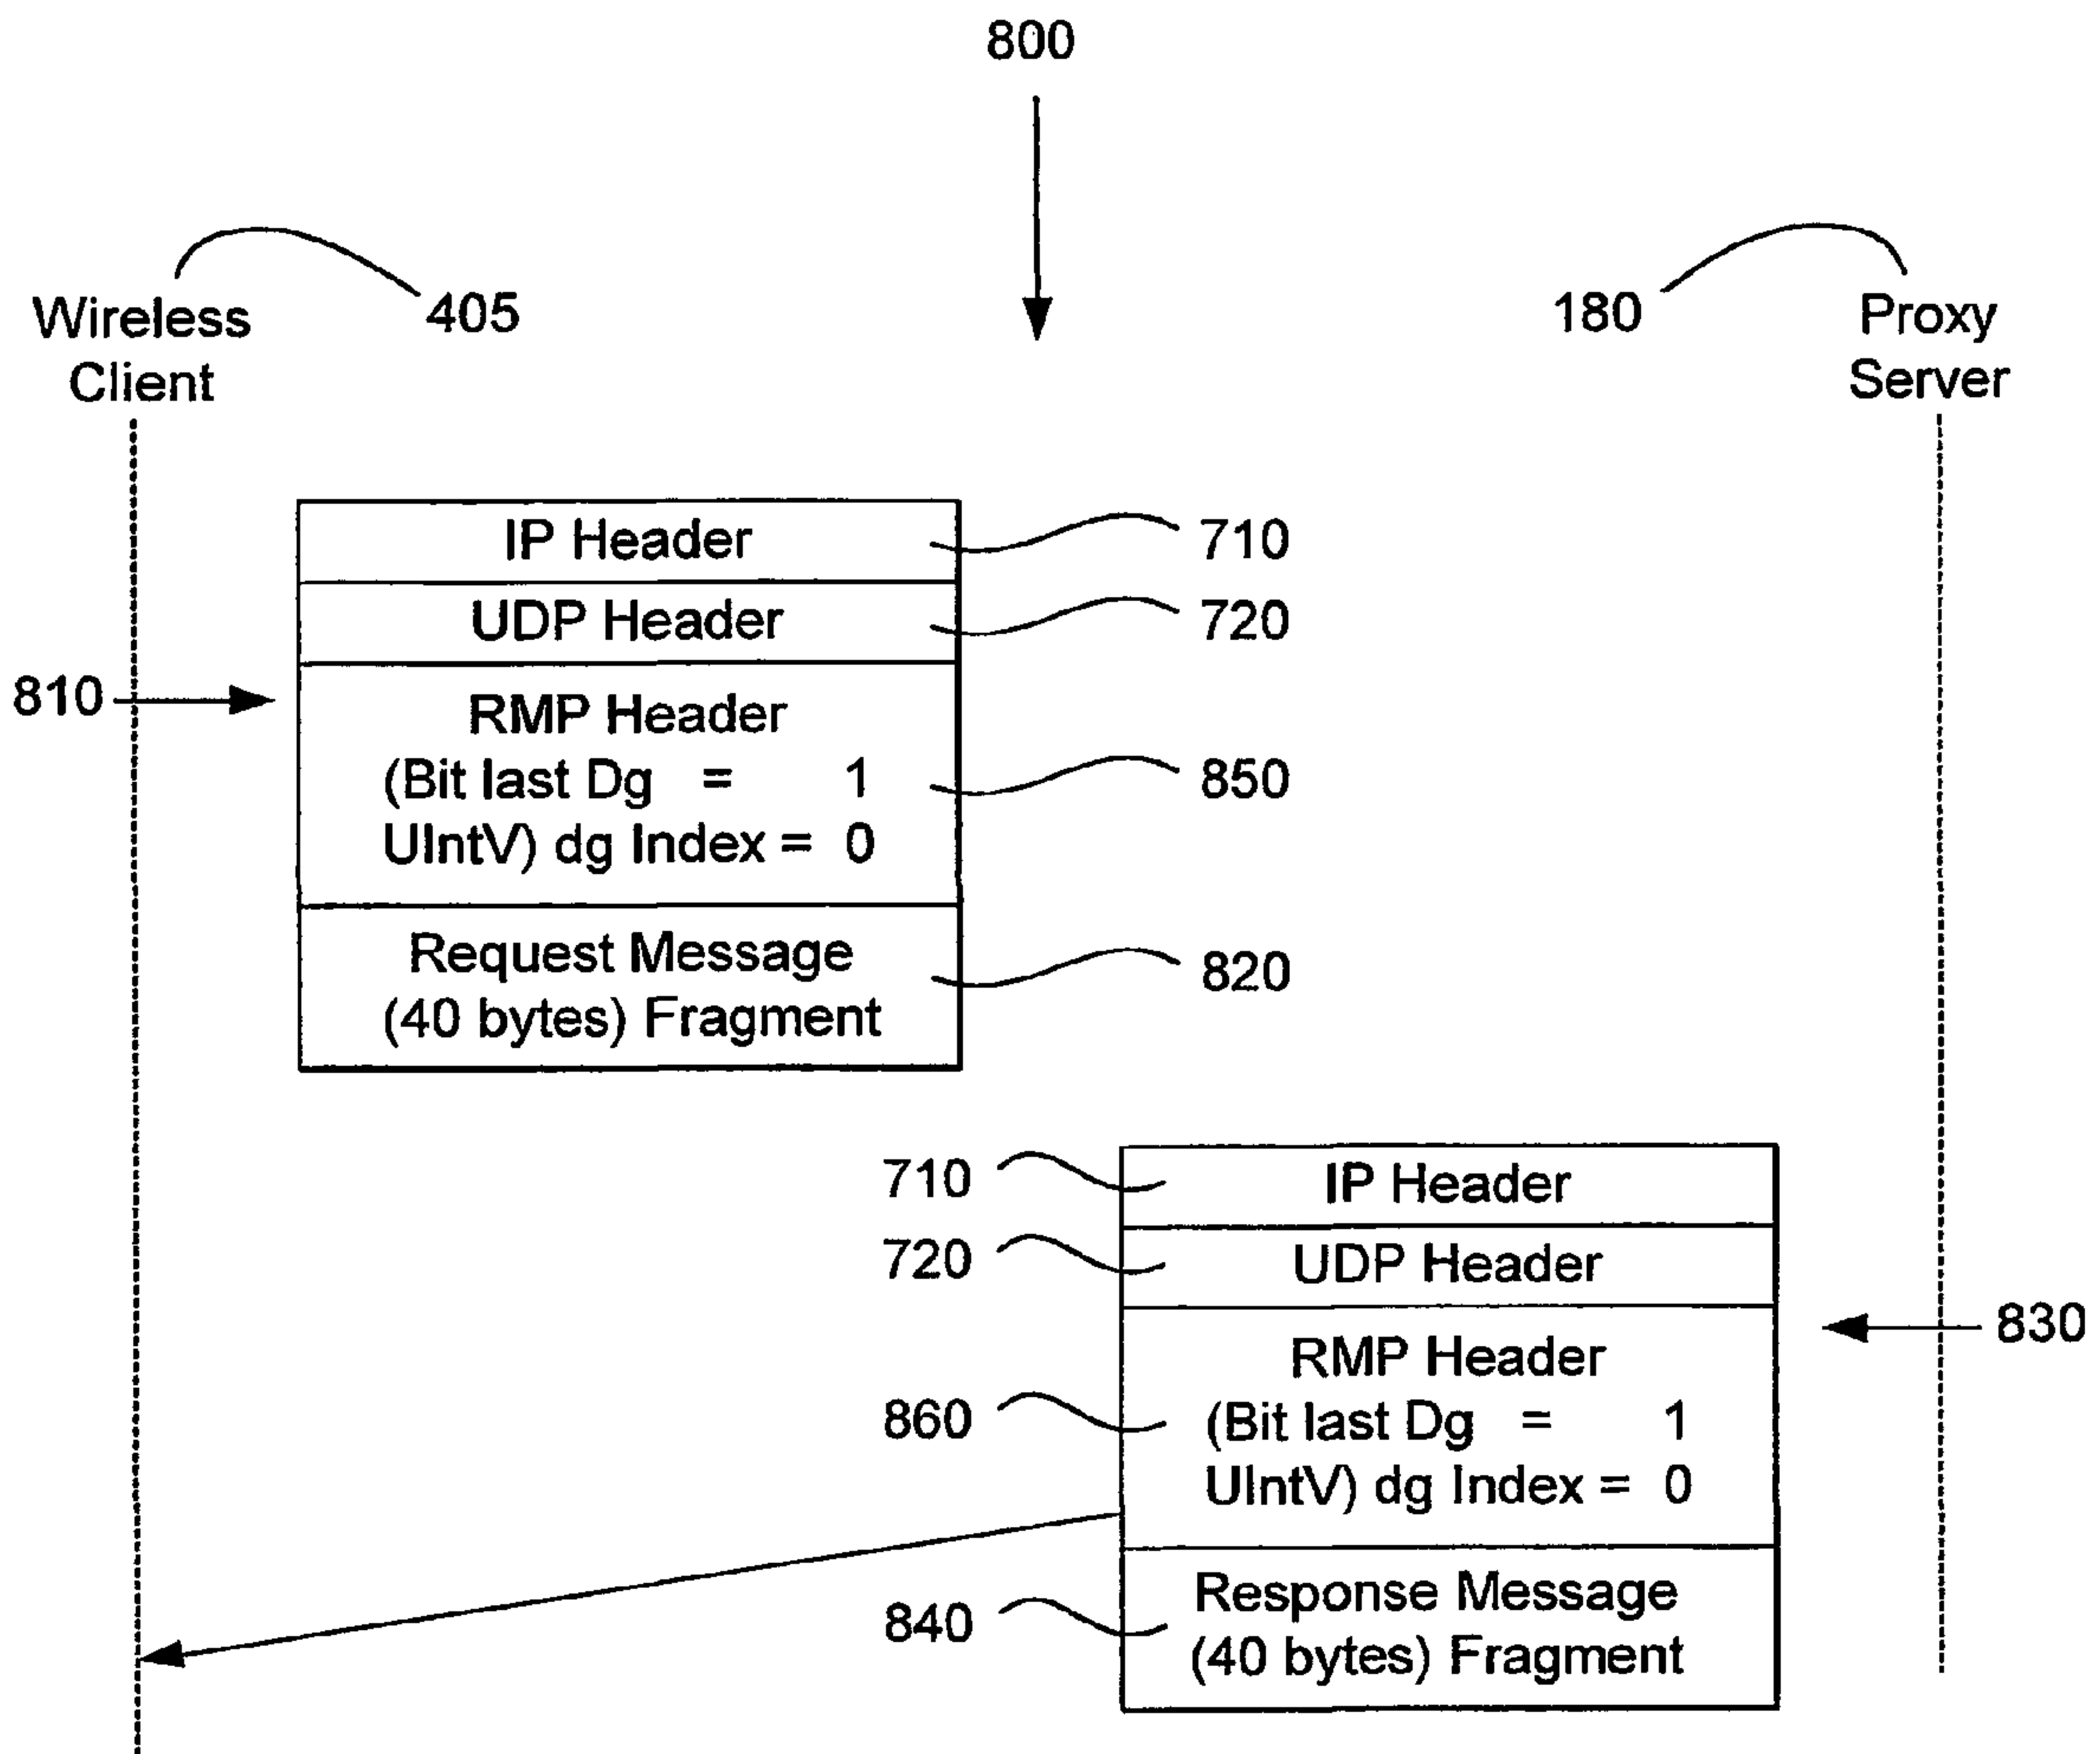 800
Wireless
Client
405
180
Proxy
Server
IP Header
710
UDP Header
720
810
RMP Header
(Bit last Dg = 1
850
UIntV) dg Index = 0
Request Message
820
(40 bytes) Fragment
710
IP Header
720
UDP Header
830
RMP Header
860
(Bit last Dg = 1
UIntV) dg Index = 0
Response Message
840
(40 bytes) Fragment